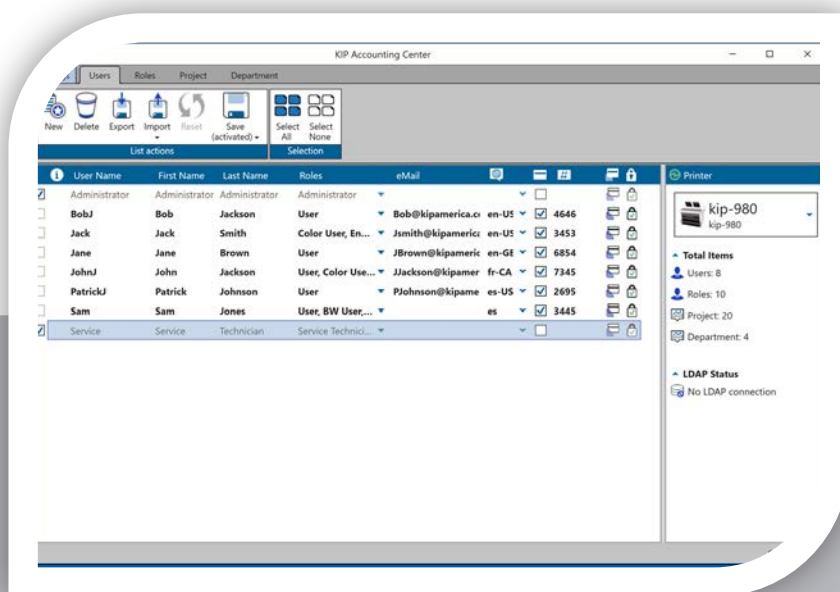 KIP Accounting Center
Users Roles Project Department
New Delete Export Import Reset Save (activated) Select All Select None
List actions Selection
User Name First Name Last Name Roles eMail # Printer
Administrator Administrator Administrator Administrator
BobJ Bob Jackson User Bob@kipamerica.c en-US 4646
Jack Jack Smith Color User, En... Jsmith@kipamerica en-US 3453
Jane Jane Brown User JBrown@kipameric en-GB 6854
JohnJ John Jackson User, Color Use... JJackson@kipamer fr-CA 7345
PatrickJ Patrick Johnson User PJohnson@kipame es-US 2695
Sam Sam Jones User, BW User,... es 3445
Service Service Technician Service Technici...
kip-980
kip-980
Total Items
Users: 8
Roles: 10
Project: 20
Department: 4
LDAP Status
No LDAP connection